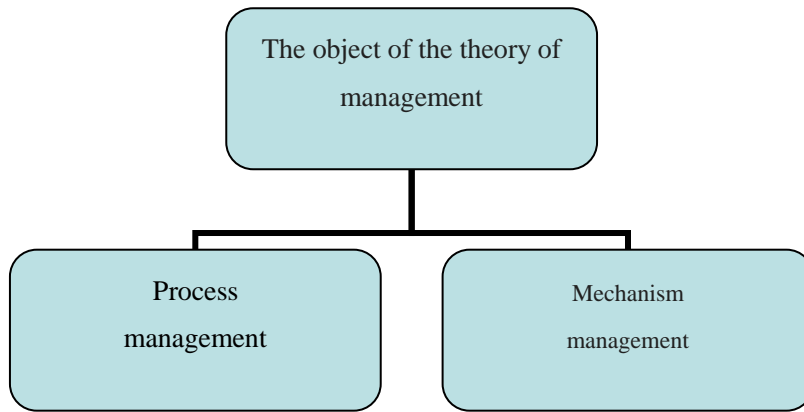 The object of the theory of
management
Process
management
Mechanism
management